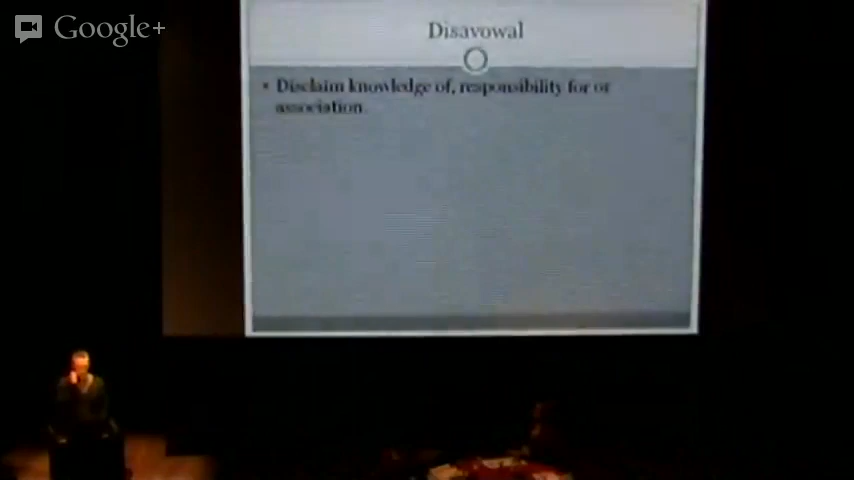 Google+
Disavowal
• Disclaim knowledge of, responsibility for or
association.